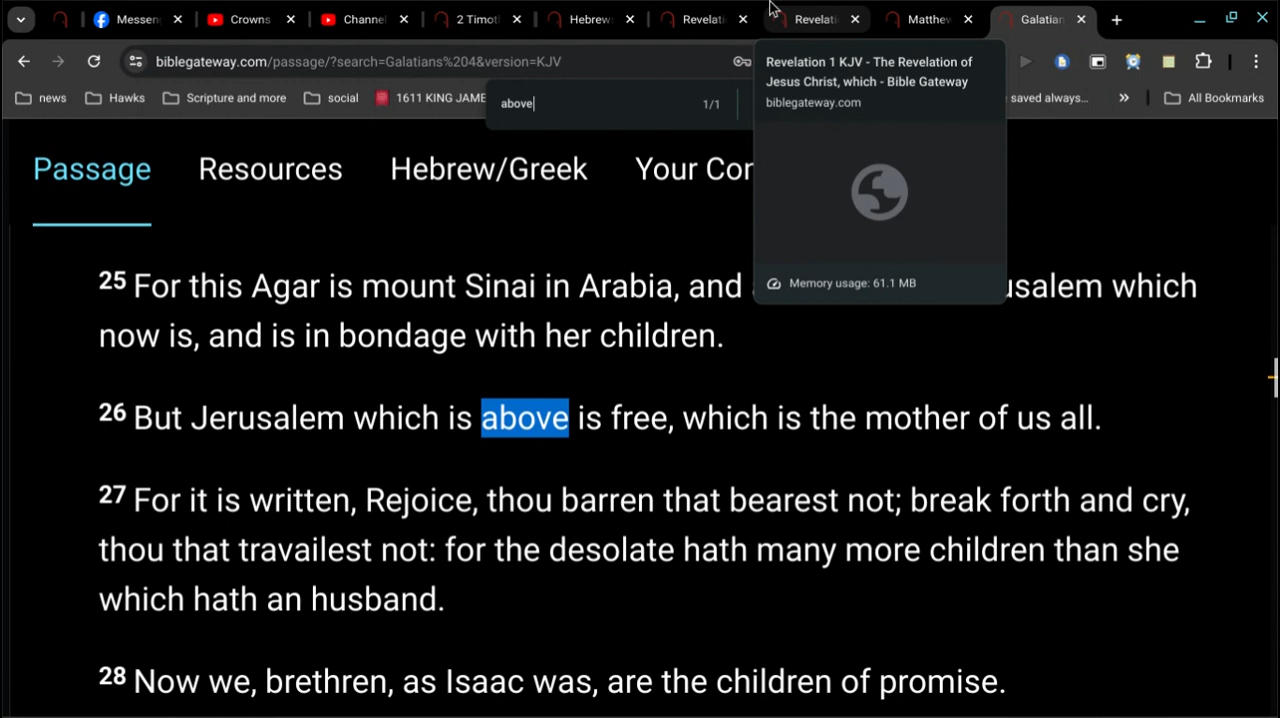 Messen
Crowns
Channel
2 Timot
Hebrew
Revelati
Revelati
Matthew
Galatian
biblegateway.com/passage/?search=Galatians%204&version=KJV
news
Hawks
Scripture and more
social
1611 KING JAME
saved always...
All Bookmarks
above
1/1
Revelation 1 KJV - The Revelation of
Jesus Christ, which - Bible Gateway
biblegateway.com
Memory usage: 61.1 MB
Passage
Resources
Hebrew/Greek
Your Con
25 For this Agar is mount Sinai in Arabia, and usalem which
now is, and is in bondage with her children.
26 But Jerusalem which is above is free, which is the mother of us all.
27 For it is written, Rejoice, thou barren that bearest not; break forth and cry,
thou that travailest not: for the desolate hath many more children than she
which hath an husband.
28 Now we, brethren, as Isaac was, are the children of promise.